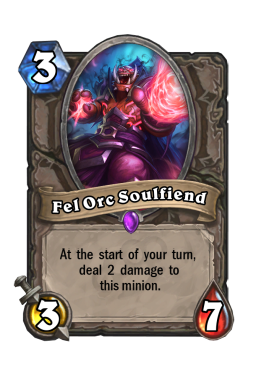 3
Fel Orc Soulfiend
At the start of your turn,
deal 2 damage to
this minion.
3 7